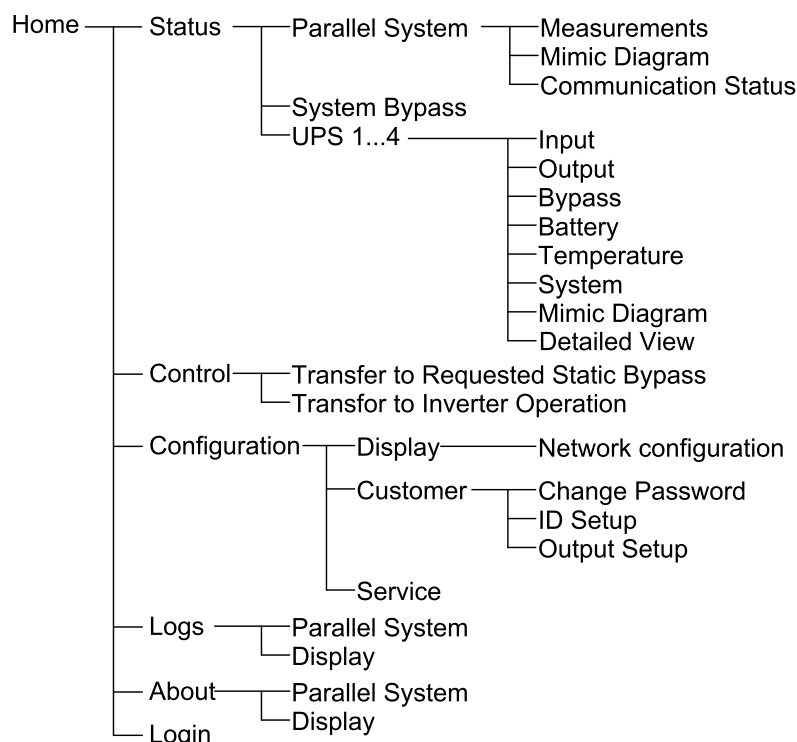 Home Status Parallel System Measurements
Mimic Diagram
Communication Status
System Bypass
UPS 1...4 Input
Output
Bypass
Battery
Temperature
System
Mimic Diagram
Detailed View
Control Transfer to Requested Static Bypass
Transfor to Inverter Operation
Configuration Display Network configuration
Customer Change Password
ID Setup
Output Setup
Service
Logs Parallel System
Display
About Parallel System
Display
Login